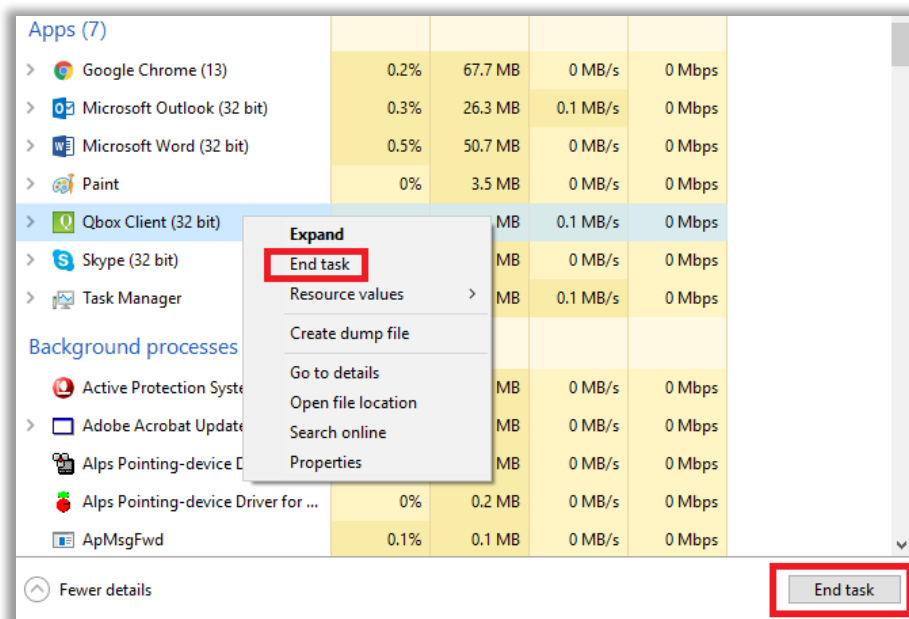 Apps (7)
Google Chrome (13) 0.2% 67.7 MB 0 MB/s 0 Mbps
Microsoft Outlook (32 bit) 0.3% 26.3 MB 0.1 MB/s 0 Mbps
Microsoft Word (32 bit) 0.5% 50.7 MB 0 MB/s 0 Mbps
Paint 0% 3.5 MB 0 MB/s 0 Mbps
Qbox Client (32 bit) MB 0.1 MB/s 0 Mbps
Expand
Skype (32 bit) End task MB 0 MB/s 0 Mbps
Task Manager Resource values MB 0.1 MB/s 0 Mbps
Create dump file
Background processes
Go to details
Active Protection Syste MB 0 MB/s 0 Mbps
Open file location
Adobe Acrobat Update MB 0 MB/s 0 Mbps
Search online
Alps Pointing-device D Properties MB 0 MB/s 0 Mbps
Alps Pointing-device Driver for ... 0% 0.2 MB 0 MB/s 0 Mbps
ApMsgFwd 0.1% 0.1 MB 0 MB/s 0 Mbps
Fewer details End task